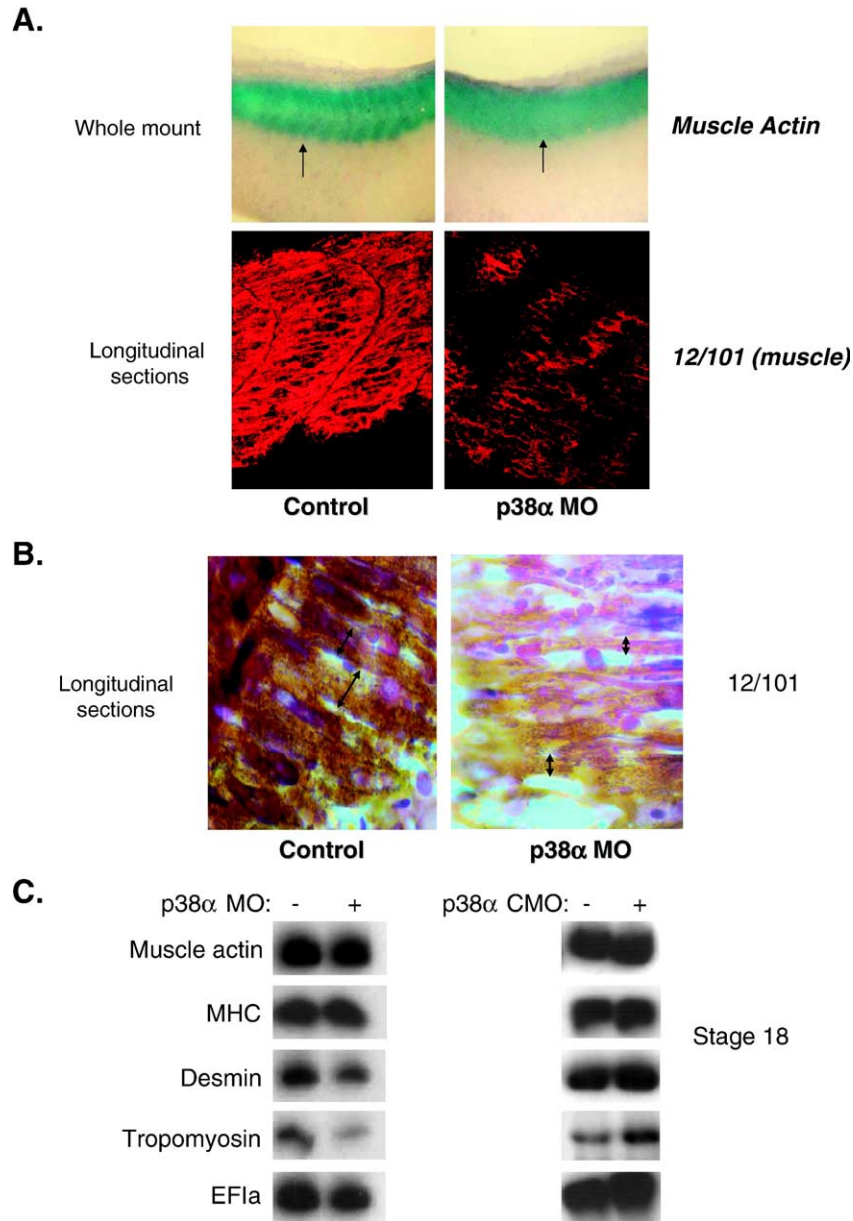 A.
Whole mount
Muscle Actin
Longitudinal
sections
12/101 (muscle)
Control
p38α MO
B.
Longitudinal
sections
12/101
Control
p38α MO
C.
p38α MO: - +
p38α CMO: - +
Muscle actin
MHC
Desmin
Tropomyosin
EFIa
Stage 18